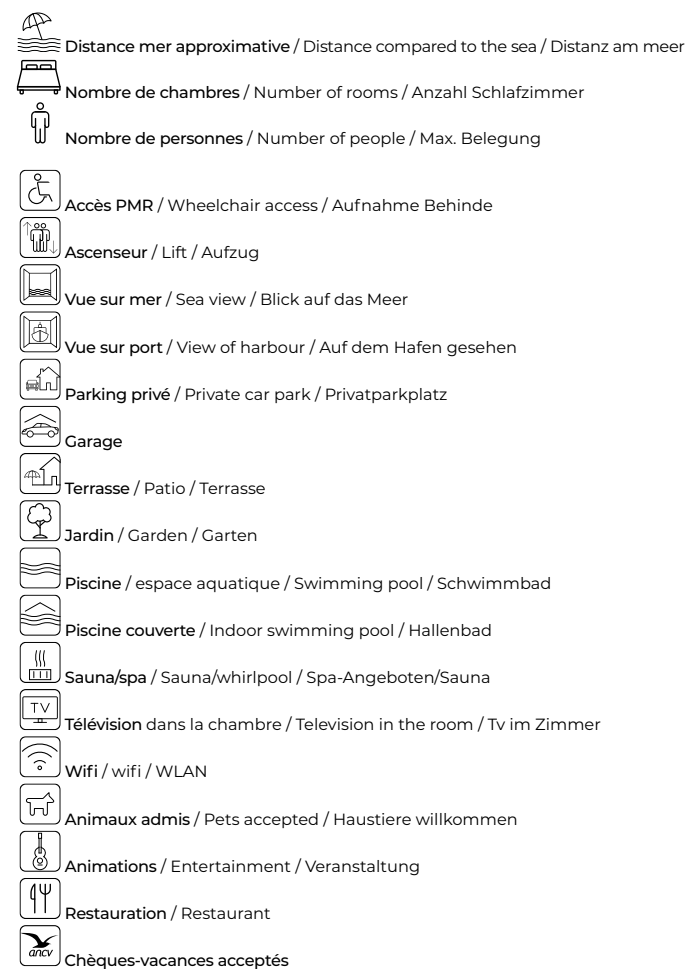 Distance mer approximative / Distance compared to the sea / Distanz am meer
Nombre de chambres / Number of rooms / Anzahl Schlafzimmer
Nombre de personnes / Number of people / Max. Belegung
Accès PMR / Wheelchair access / Aufnahme Behinde
Ascenseur / Lift / Aufzug
Vue sur mer / Sea view / Blick auf das Meer
Vue sur port / View of harbour / Auf dem Hafen gesehen
Parking privé / Private car park / Privatparkplatz
Garage
Terrasse / Patio / Terrasse
Jardin / Garden / Garten
Piscine / espace aquatique / Swimming pool / Schwimmbad
Piscine couverte / Indoor swimming pool / Hallenbad
Sauna/spa / Sauna/whirlpool / Spa-Angeboten/Sauna
TV
Télévision dans la chambre / Television in the room / Tv im Zimmer
Wifi / wifi / WLAN
Animaux admis / Pets accepted / Haustiere willkommen
Animations / Entertainment / Veranstaltung
Restauration / Restaurant
ancv
Chèques-vacances acceptés